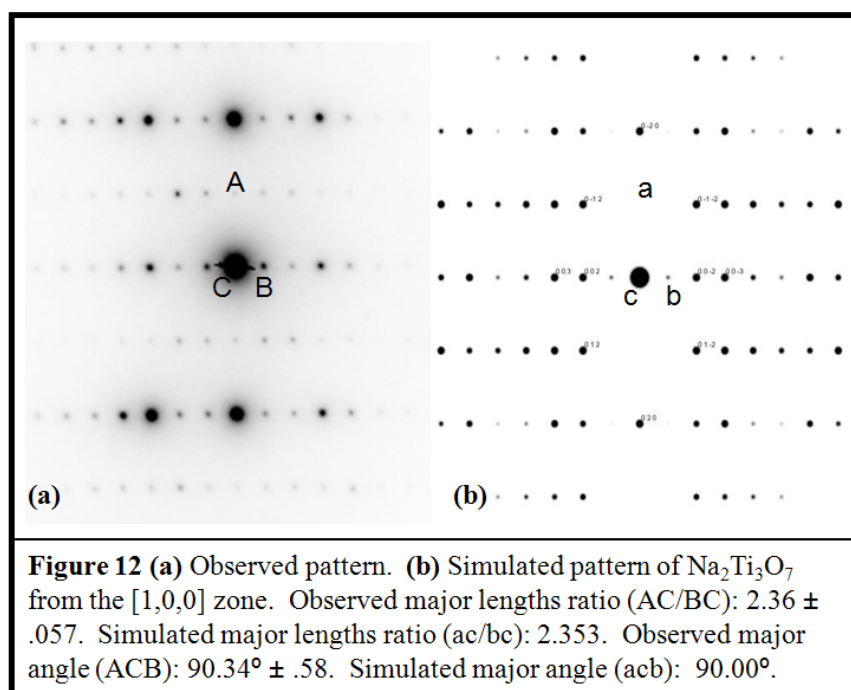 0-20
A
a
0-12
0-1-2
003
002
00-2
00-3
C
B
c
b
012
01-2
020
(a)
(b)
Figure 12 (a) Observed pattern. (b) Simulated pattern of Na₂Ti₃O₇
from the [1,0,0] zone. Observed major lengths ratio (AC/BC): 2.36 ±
.057. Simulated major lengths ratio (ac/bc): 2.353. Observed major
angle (ACB): 90.34º ± .58. Simulated major angle (acb): 90.00º.